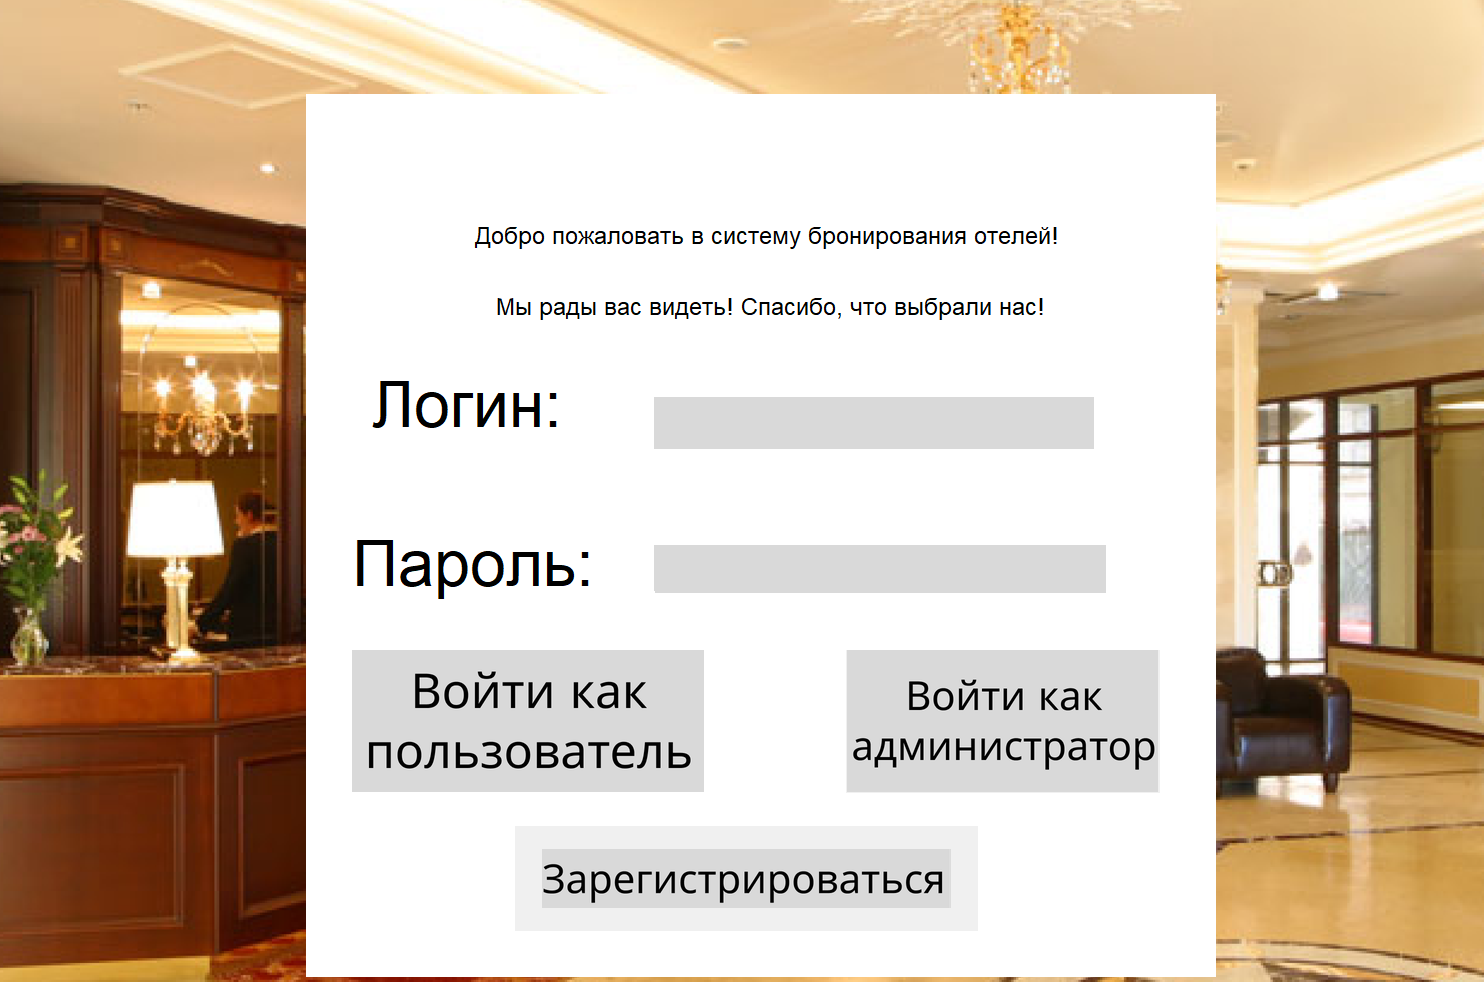 Добро пожаловать в систему бронирования отелей!
Мы рады вас видеть! Спасибо, что выбрали нас!
Логин:
Пароль:
Войти как
пользователь
Войти как
администратор
Зарегистрироваться